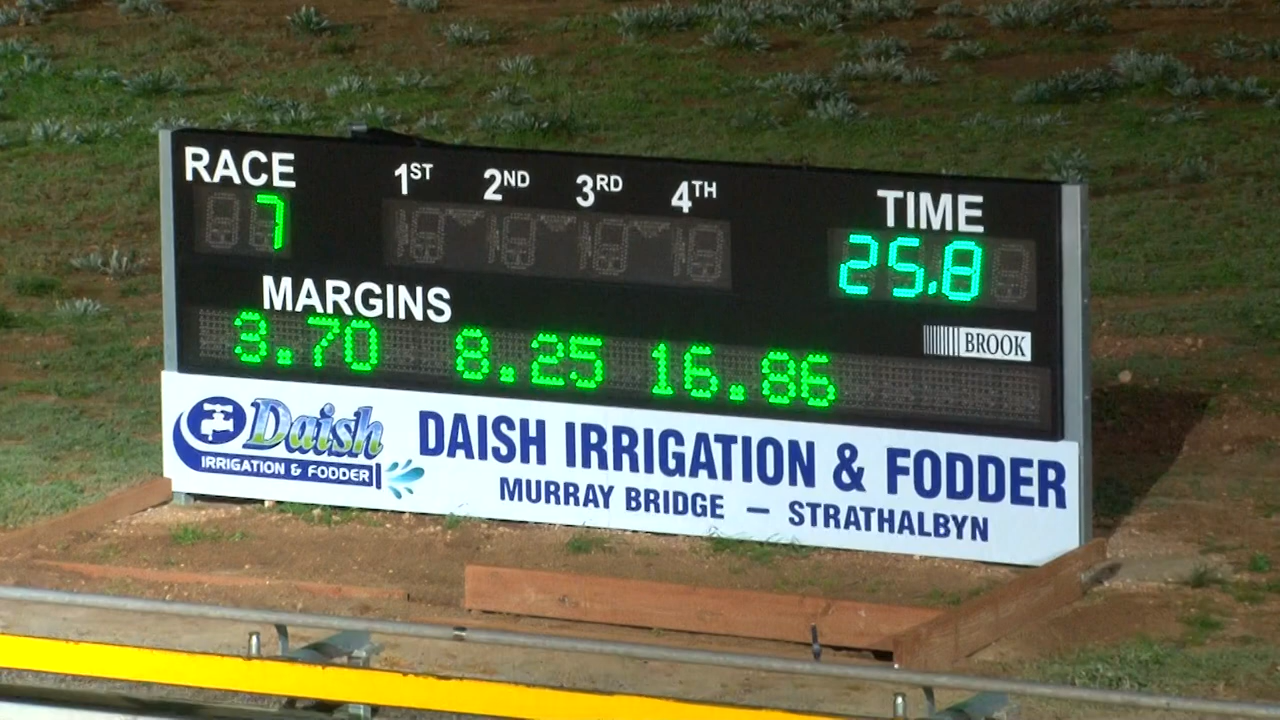 RACE 1ST 2ND 3RD 4TH TIME
7 25.8
MARGINS
BROOK
3.70 8.25 16.86
Daish
IRRIGATION & FODDER
DAISH IRRIGATION & FODDER
MURRAY BRIDGE – STRATHALBYN